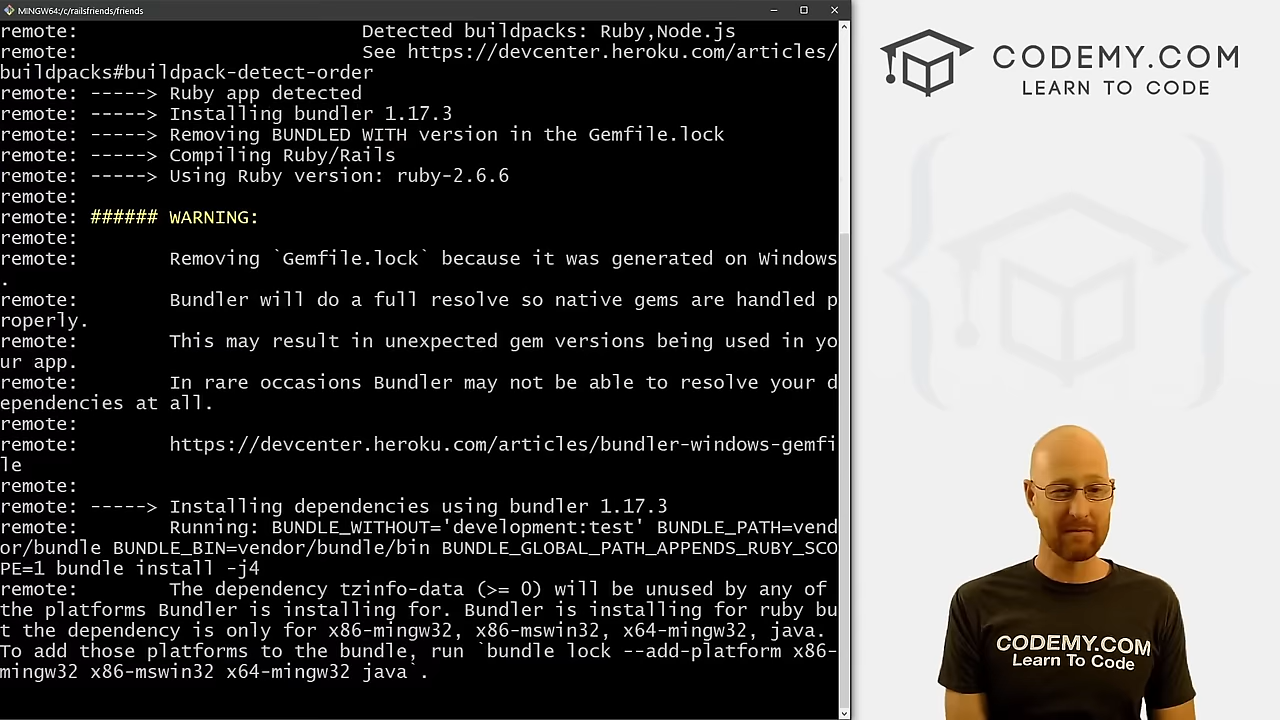 MINGW64:/c/railsfriends/friends
remote:                         Detected buildpacks: Ruby,Node.js
remote:                         See https://devcenter.heroku.com/articles/
buildpacks#buildpack-detect-order
remote: -----> Ruby app detected
remote: -----> Installing bundler 1.17.3
remote: -----> Removing BUNDLED WITH version in the Gemfile.lock
remote: -----> Compiling Ruby/Rails
remote: -----> Using Ruby version: ruby-2.6.6
remote:
remote: ###### WARNING:
remote:
remote:        Removing `Gemfile.lock` because it was generated on Windows
.
remote:        Bundler will do a full resolve so native gems are handled p
roperly.
remote:        This may result in unexpected gem versions being used in yo
ur app.
remote:        In rare occasions Bundler may not be able to resolve your d
ependencies at all.
remote:
remote:        https://devcenter.heroku.com/articles/bundler-windows-gemfi
le
remote:
remote: -----> Installing dependencies using bundler 1.17.3
remote:        Running: BUNDLE_WITHOUT='development:test' BUNDLE_PATH=vend
or/bundle BUNDLE_BIN=vendor/bundle/bin BUNDLE_GLOBAL_PATH_APPENDS_RUBY_SCO
PE=1 bundle install -j4
remote:        The dependency tzinfo-data (>= 0) will be unused by any of
the platforms Bundler is installing for. Bundler is installing for ruby bu
t the dependency is only for x86-mingw32, x86-mswin32, x64-mingw32, java.
To add those platforms to the bundle, run `bundle lock --add-platform x86-
mingw32 x86-mswin32 x64-mingw32 java`.
CODEMY.COM
LEARN TO CODE
CODEMY.COM
Learn To Code